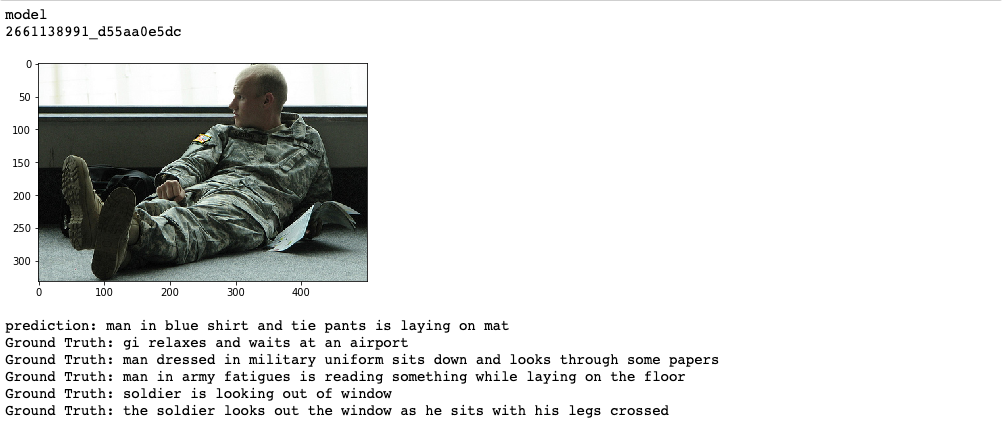 model
2661138991_d55aa0e5dc
0
50
100
150
200
250
300
0 100 200 300 400
prediction: man in blue shirt and tie pants is laying on mat
Ground Truth: gi relaxes and waits at an airport
Ground Truth: man dressed in military uniform sits down and looks through some papers
Ground Truth: man in army fatigues is reading something while laying on the floor
Ground Truth: soldier is looking out of window
Ground Truth: the soldier looks out the window as he sits with his legs crossed